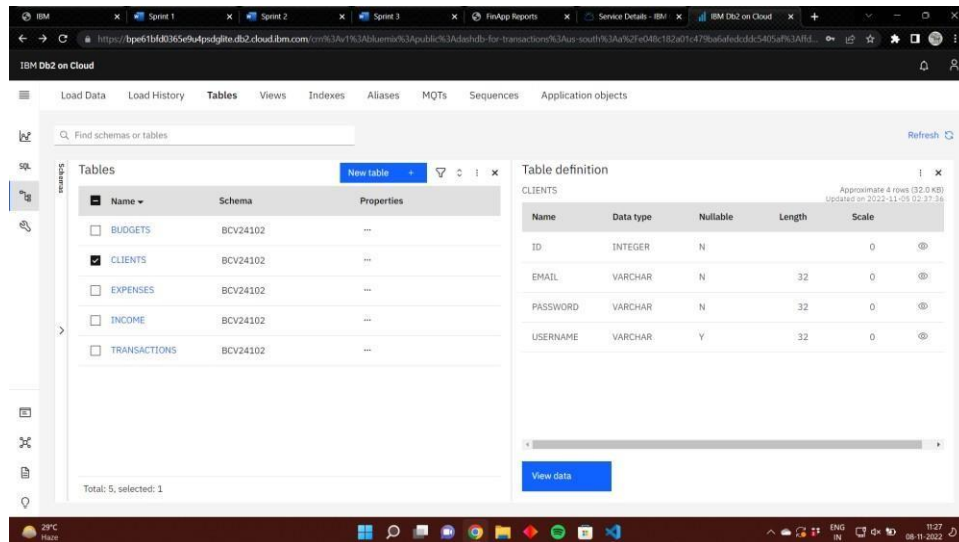 IBM
Sprint 1
Sprint 2
Sprint 3
FinApp Reports
Service Details - IBM
IBM Db2 on Cloud
IBM Db2 on Cloud
Load Data Load History Tables Views Indexes Aliases MQTs Sequences Application objects
Find schemas or tables
Refresh
SQL
Schemas
Tables
New table +
Name Schema Properties
BUDGETS BCV24102 ...
CLIENTS BCV24102 ...
EXPENSES BCV24102 ...
INCOME BCV24102 ...
TRANSACTIONS BCV24102 ...
Total: 5, selected: 1
Table definition
CLIENTS
Approximate 4 rows (32.0 KB)
Updated on 2022-11-05 02:37:36
Name Data type Nullable Length Scale
ID INTEGER N 0
EMAIL VARCHAR N 32 0
PASSWORD VARCHAR N 32 0
USERNAME VARCHAR Y 32 0
View data
29°C
Haze
ENG
IN
11:27
08-11-2022